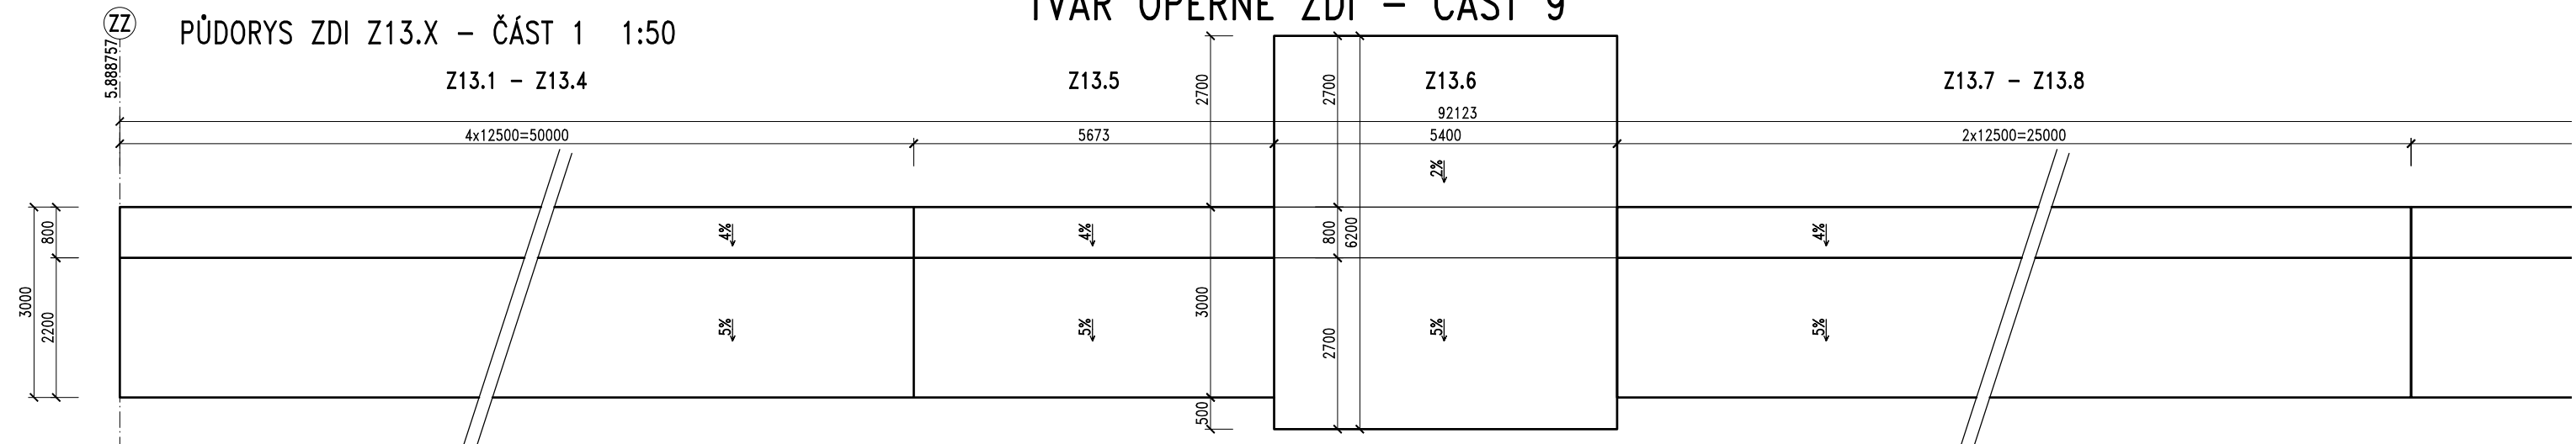 TVAR OPĚRNÉ ZDI – ČÁST 9
ZZ
5.888757
PŮDORYS ZDI Z13.X – ČÁST 1 1:50
Z13.1 – Z13.4
Z13.5
Z13.6
Z13.7 – Z13.8
92123
4x12500=50000
5673
5400
2x12500=25000
2700
2700
2%
800
4%
4%
800
6200
4%
3000
2200
5%
5%
3000
2700
5%
5%
500